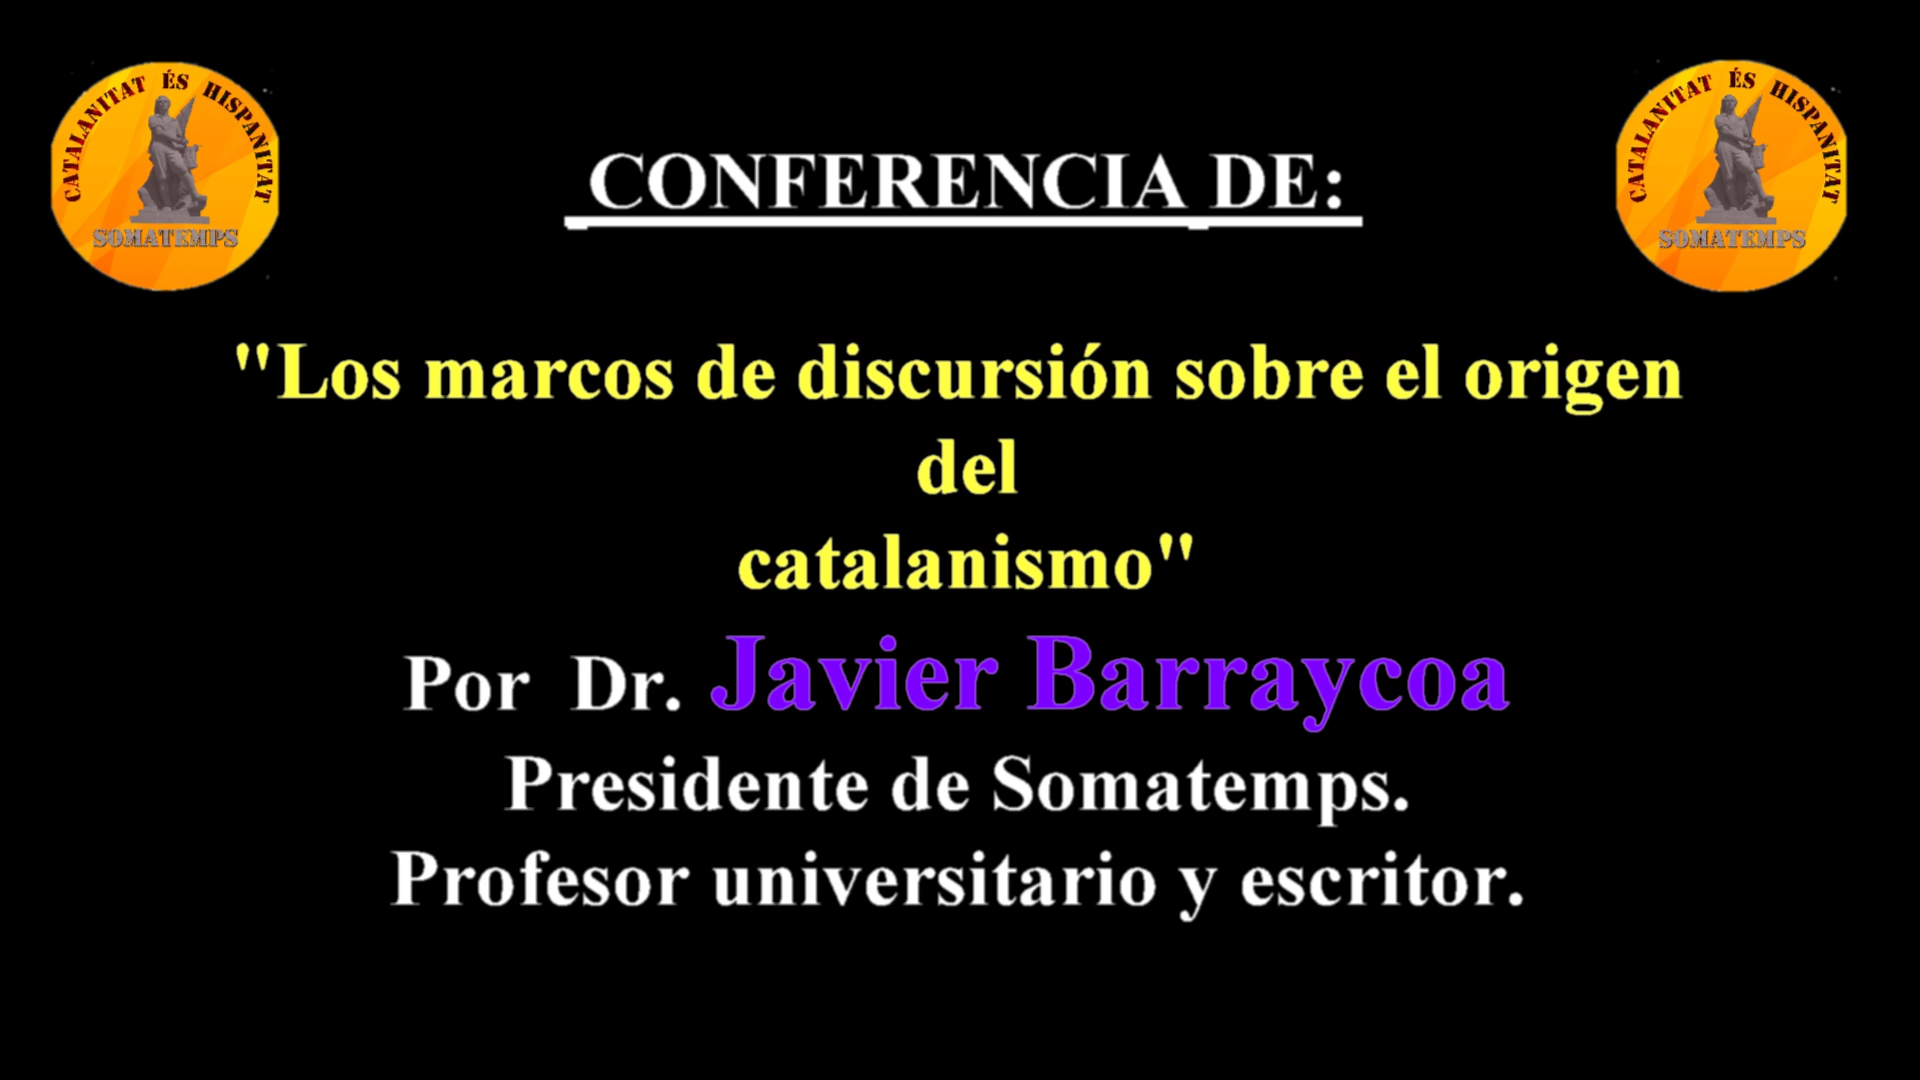 CATALANITAT ÉS HISPANITAT
SOMATEMPS
CATALANITAT ÉS HISPANITAT
SOMATEMPS
CONFERENCIA DE:
"Los marcos de discursión sobre el origen
del
catalanismo"
Por Dr. Javier Barraycoa
Presidente de Somatemps.
Profesor universitario y escritor.